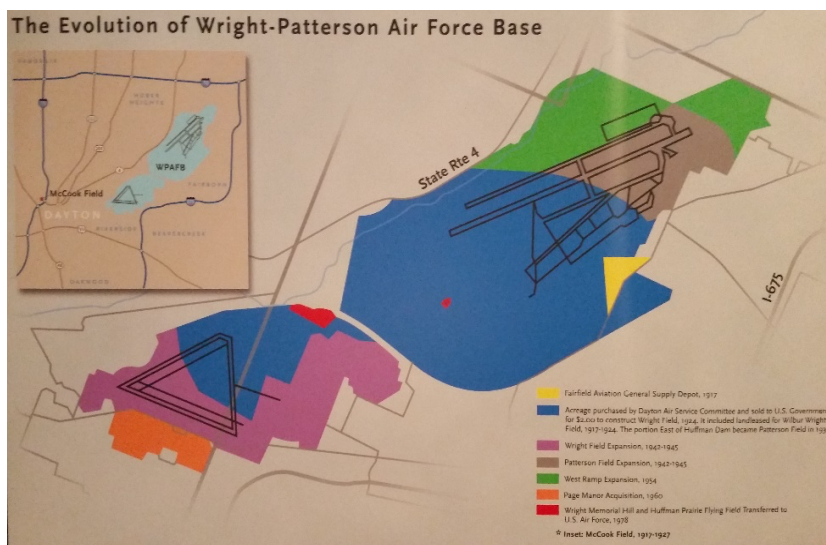 The Evolution of Wright-Patterson Air Force Base
HUBER
HEIGHTS
WPAFB
FAIRBORN
McCook Field
DAYTON
RIVERSIDE
BEAVERCREEK
OAKWOOD
State Rte 4
I-675
Fairfield Aviation General Supply Depot, 1917
Acreage purchased by Dayton Air Service Committee and sold to U.S. Governme
for $2.00 to construct Wright Field, 1924. It included land leased for Wilbur Wright
Field, 1917-1924. The portion East of Huffman Dam became Patterson Field in 193
Wright Field Expansion, 1942-1945
Patterson Field Expansion, 1942-1945
West Ramp Expansion, 1954
Page Manor Acquisition, 1960
Wright Memorial Hill and Huffman Prairie Flying Field Transferred to
U.S. Air Force, 1978
* Inset: McCook Field, 1917-1927